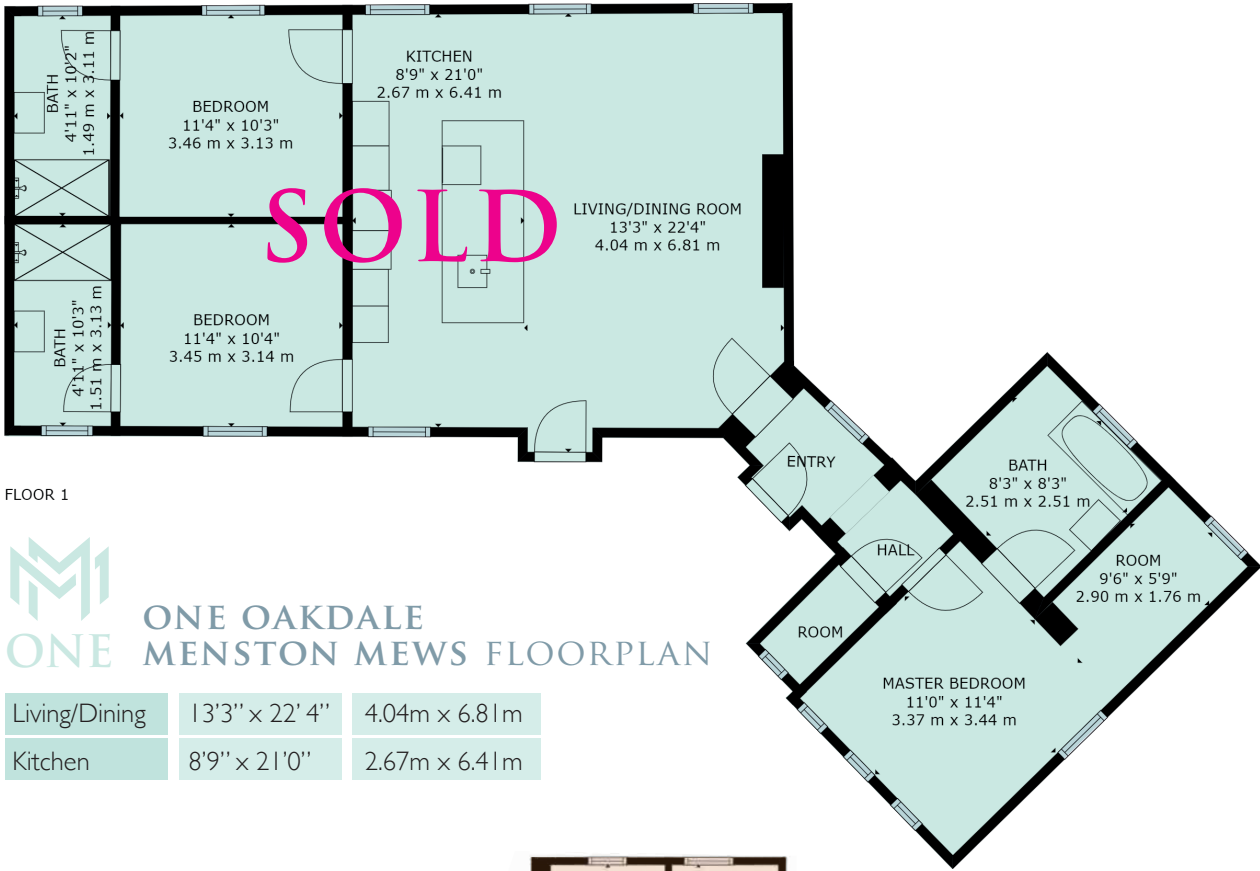 KITCHEN
8'9" x 21'0"
2.67 m x 6.41 m
BATH
4'11" x 10'2"
1.49 m x 3.11 m
BEDROOM
11'4" x 10'3"
3.46 m x 3.13 m
SOLD
LIVING/DINING ROOM
13'3" x 22'4"
4.04 m x 6.81 m
BATH
4'11" x 10'3"
1.51 m x 3.13 m
BEDROOM
11'4" x 10'4"
3.45 m x 3.14 m
ENTRY
BATH
8'3" x 8'3"
2.51 m x 2.51 m
HALL
ROOM
9'6" x 5'9"
2.90 m x 1.76 m
ROOM
MASTER BEDROOM
11'0" x 11'4"
3.37 m x 3.44 m
FLOOR 1
ONE
ONE OAKDALE
MENSTON MEWS FLOORPLAN
Living/Dining 13'3'' x 22' 4'' 4.04m x 6.81m
Kitchen 8'9'' x 21'0'' 2.67m x 6.41m